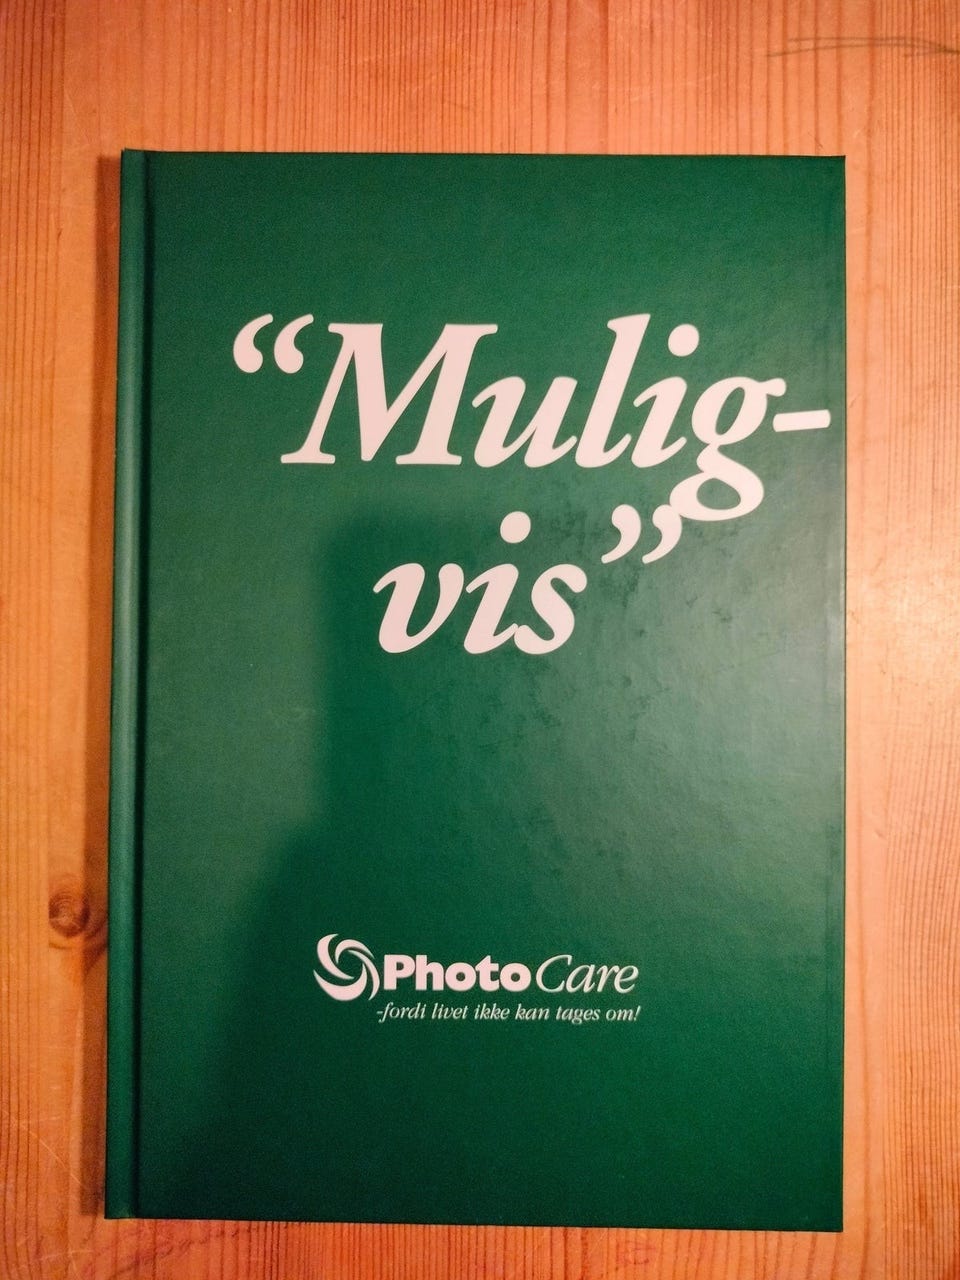 “Mulig-
vis”
PhotoCare
-fordi livet ikke kan tages om!